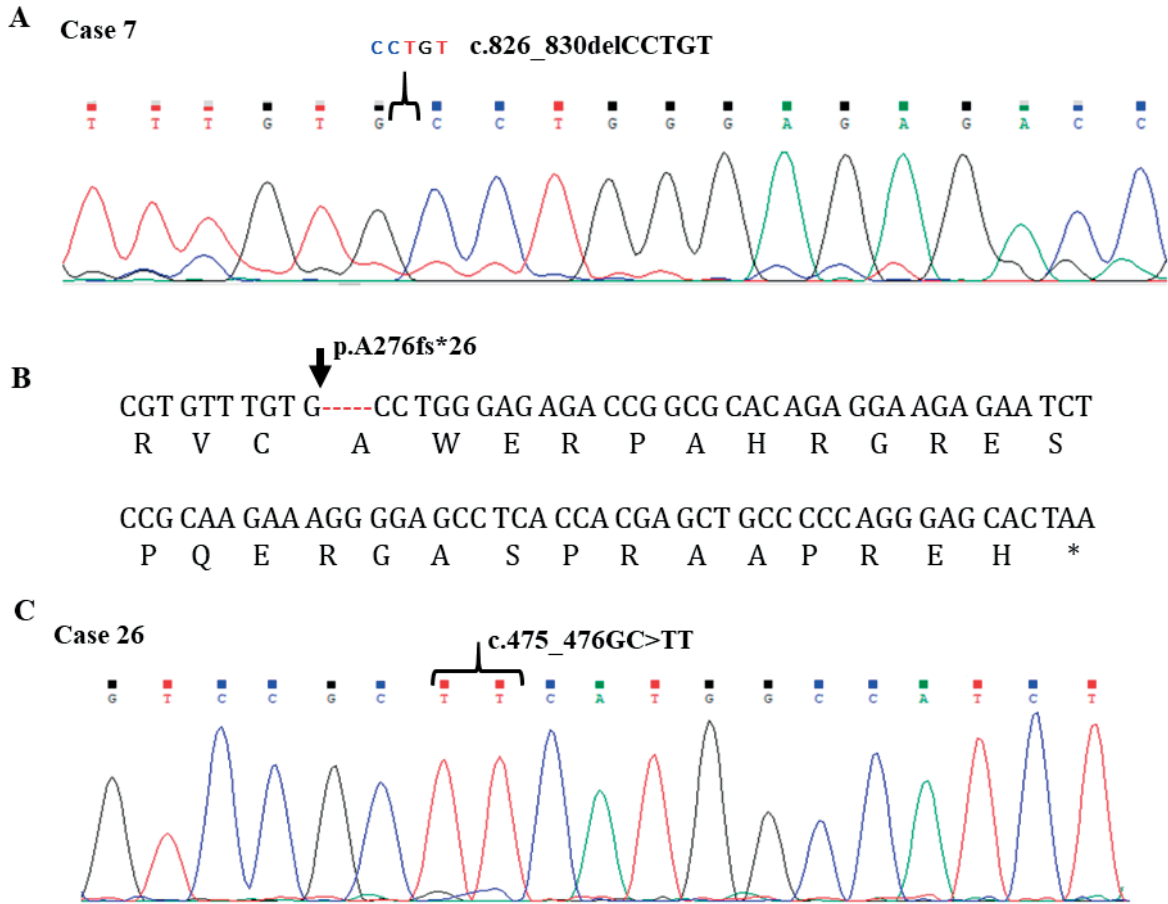 A
Case 7
CCTGT c.826_830delCCTGT
T T T G T G C C T G G G A G A G A C C
p.A276fs*26
B
CGT GTT TGT G-----CC TGG GAG AGA CCG GCG CAC AGA GGA AGA GAA TCT
R V C A W E R P A H R G R E S
CCG CAA GAA AGG GGA GCC TCA CCA CGA GCT GCC CCC AGG GAG CAC TAA
P Q E R G A S P R A A P R E H *
C
Case 26
c.475_476GC>TT
G T C C G C T T C A T G G C C A T C T